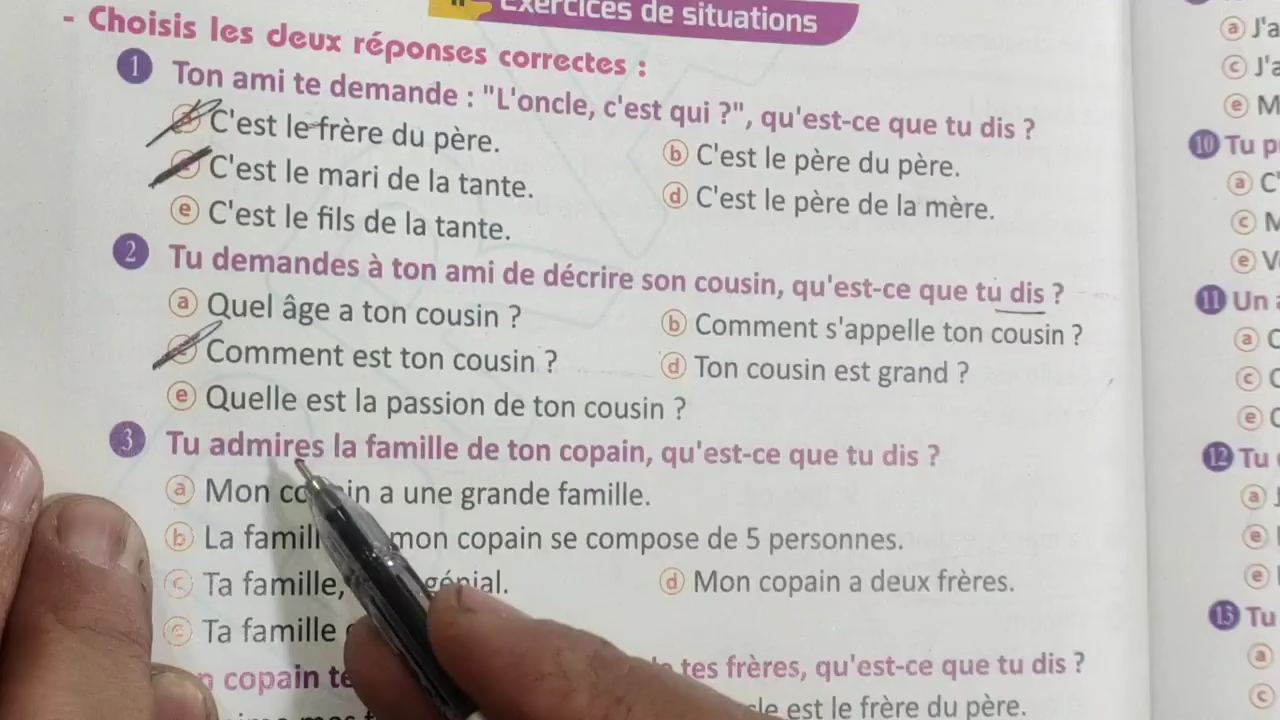 Exercices de situations
- Choisis les deux réponses correctes :
1 Ton ami te demande : "L'oncle, c'est qui ?", qu'est-ce que tu dis ?
a C'est le frère du père.
b C'est le père du père.
C'est le mari de la tante.
d C'est le père de la mère.
e C'est le fils de la tante.
2 Tu demandes à ton ami de décrire son cousin, qu'est-ce que tu dis ?
a Quel âge a ton cousin ?
b Comment s'appelle ton cousin ?
c Comment est ton cousin ?
d Ton cousin est grand ?
e Quelle est la passion de ton cousin ?
3 Tu admires la famille de ton copain, qu'est-ce que tu dis ?
a Mon copain a une grande famille.
b La famille mon copain se compose de 5 personnes.
c Ta famille, génial.
d Mon copain a deux frères.
e Ta famille
copain tes frères, qu'est-ce que tu dis ?
est le frère du père.
a J'a
c J'a
e M
10 Tu p
a C'
c M
e V
11 Un
a C
c C
e C
12 Tu
a
e
e
13 Tu
a
c